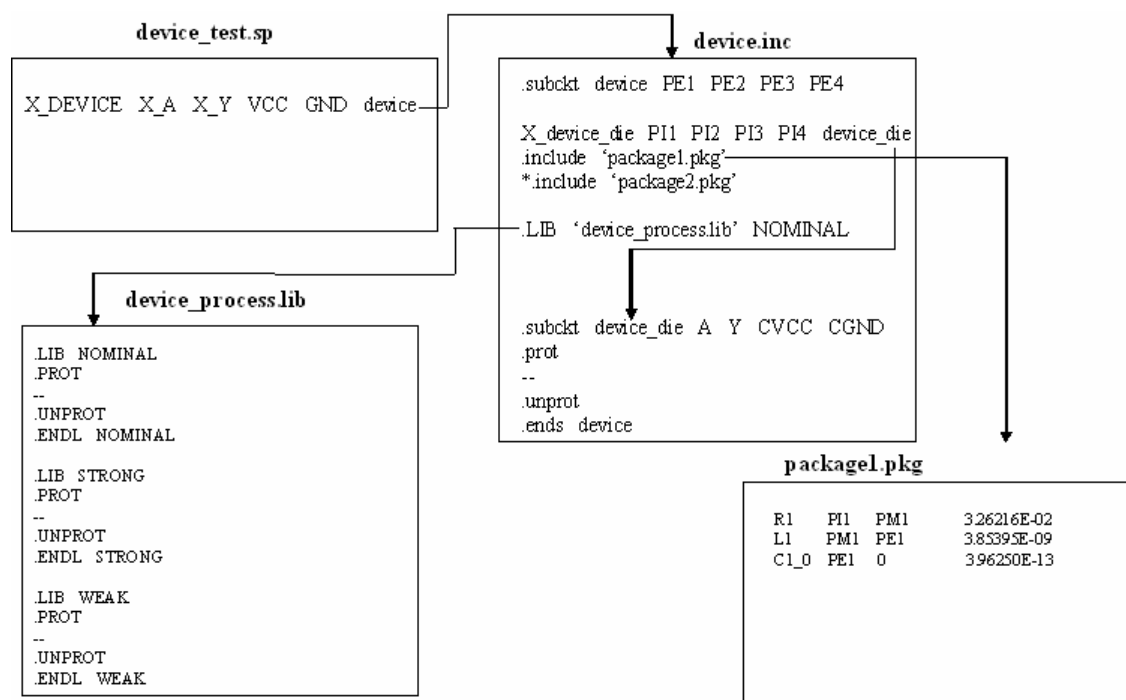 device_test.sp
X_DEVICE X_A X_Y VCC GND device
device.inc
.subckt device PE1 PE2 PE3 PE4
X_device_die PI1 PI2 PI3 PI4 device_die
.include ‘package1.pkg’
*.include ‘package2.pkg’
.LIB ‘device_process.lib’ NOMINAL
.subckt device_die A Y CVCC CGND
.prot
--
.unprot
.ends device
device_process.lib
.LIB NOMINAL
.PROT
--
.UNPROT
.ENDL NOMINAL
.LIB STRONG
.PROT
--
.UNPROT
.ENDL STRONG
.LIB WEAK
.PROT
--
.UNPROT
.ENDL WEAK
package1.pkg
R1 PI1 PM1 3.26216E-02
L1 PM1 PE1 3.85395E-09
C1_0 PE1 0 3.96250E-13